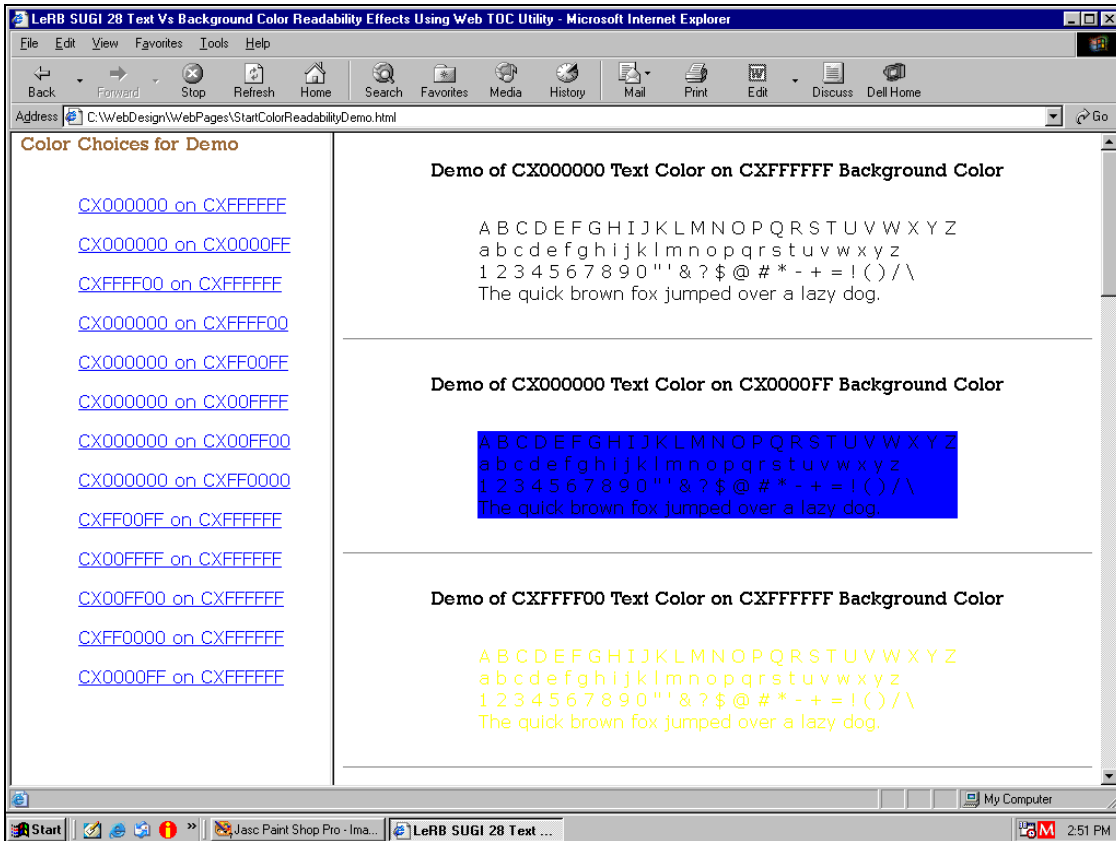 LeRB SUGI 28 Text Vs Background Color Readability Effects Using Web TOC Utility - Microsoft Internet Explorer
File Edit View Favorites Tools Help
Back Forward Stop Refresh Home Search Favorites Media History Mail Print Edit Discuss Dell Home
Address C:\WebDesign\WebPages\StartColorReadabilityDemo.html Go
Color Choices for Demo
CX000000 on CXFFFFFF
CX000000 on CX0000FF
CXFFFF00 on CXFFFFFF
CX000000 on CXFFFF00
CX000000 on CXFF00FF
CX000000 on CX00FFFF
CX000000 on CX00FF00
CX000000 on CXFF0000
CXFF00FF on CXFFFFFF
CX00FFFF on CXFFFFFF
CX00FF00 on CXFFFFFF
CXFF0000 on CXFFFFFF
CX0000FF on CXFFFFFF
Demo of CX000000 Text Color on CXFFFFFF Background Color
A B C D E F G H I J K L M N O P Q R S T U V W X Y Z
a b c d e f g h i j k l m n o p q r s t u v w x y z
1 2 3 4 5 6 7 8 9 0 " ' & ? $ @ # * - + = ! ( ) / \
The quick brown fox jumped over a lazy dog.
Demo of CX000000 Text Color on CX0000FF Background Color
A B C D E F G H I J K L M N O P Q R S T U V W X Y Z
a b c d e f g h i j k l m n o p q r s t u v w x y z
1 2 3 4 5 6 7 8 9 0 " ' & ? $ @ # * - + = ! ( ) / \
The quick brown fox jumped over a lazy dog.
Demo of CXFFFF00 Text Color on CXFFFFFF Background Color
A B C D E F G H I J K L M N O P Q R S T U V W X Y Z
a b c d e f g h i j k l m n o p q r s t u v w x y z
1 2 3 4 5 6 7 8 9 0 " ' & ? $ @ # * - + = ! ( ) / \
The quick brown fox jumped over a lazy dog.
My Computer
Start » Jasc Paint Shop Pro - Ima... LeRB SUGI 28 Text ... M 2:51 PM